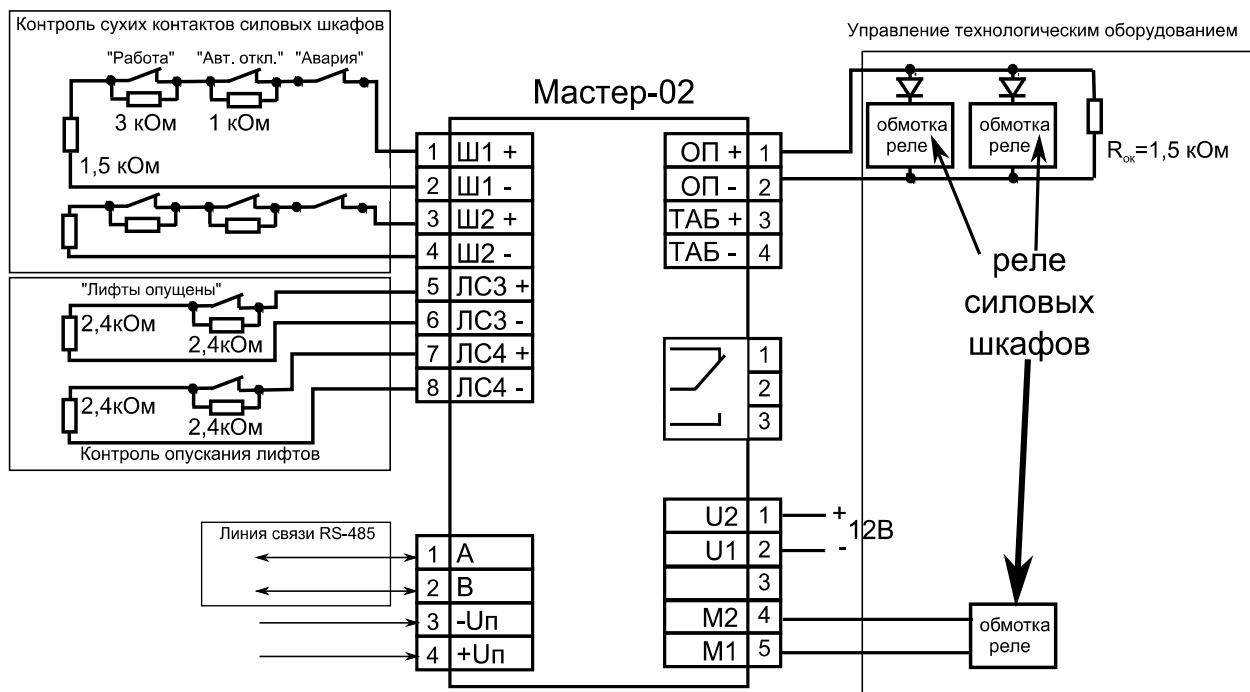 Контроль сухих контактов силовых шкафов
"Работа" "Авт. откл." "Авария"
3 кОм 1 кОм
1,5 кОм
"Лифты опущены"
2,4кОм
2,4кОм
2,4кОм
2,4кОм
Контроль опускания лифтов
Линия связи RS-485
Мастер-02
1 Ш1 +
2 Ш1 -
3 Ш2 +
4 Ш2 -
5 ЛС3 +
6 ЛС3 -
7 ЛС4 +
8 ЛС4 -
1 A
2 B
3 -Uп
4 +Uп
ОП + 1
ОП - 2
ТАБ + 3
ТАБ - 4
1
2
3
U2 1
U1 2
3
М2 4
М1 5
+
12В
-
Управление технологическим оборудованием
обмотка реле
обмотка реле
Rок=1,5 кОм
реле
силовых
шкафов
обмотка
реле